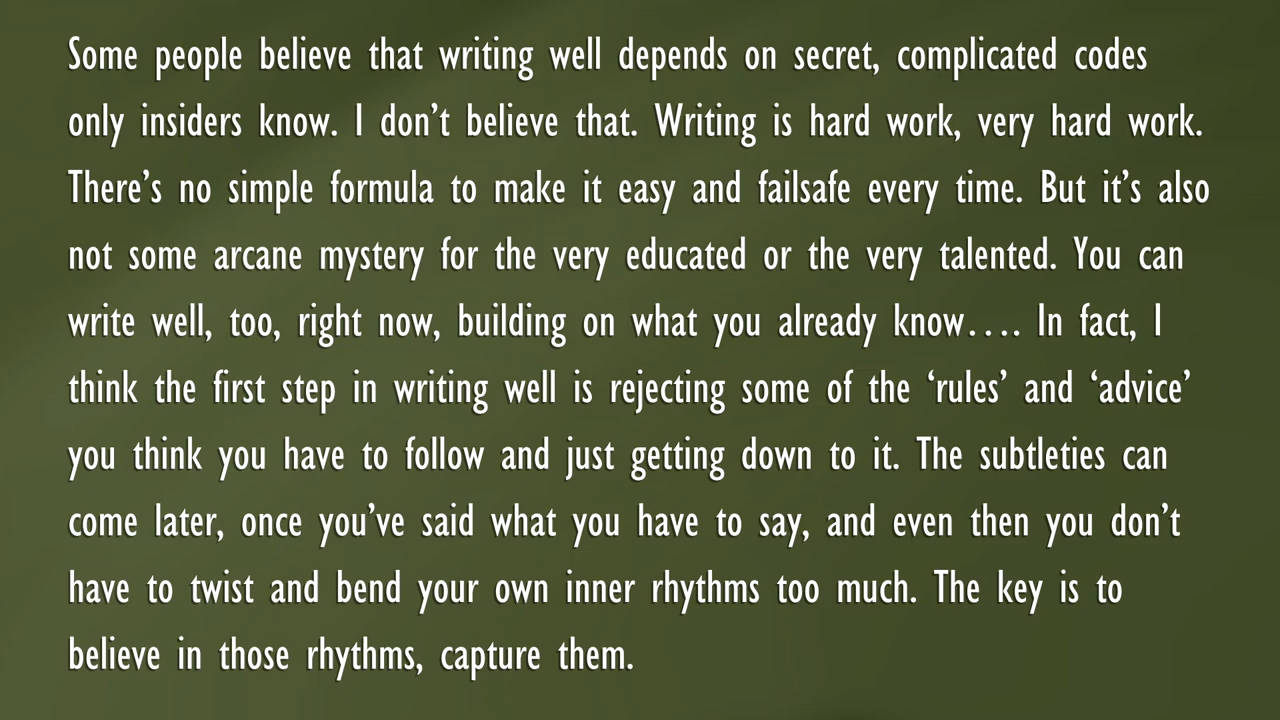 Some people believe that writing well depends on secret, complicated codes
only insiders know. I don’t believe that. Writing is hard work, very hard work.
There’s no simple formula to make it easy and failsafe every time. But it’s also
not some arcane mystery for the very educated or the very talented. You can
write well, too, right now, building on what you already know…. In fact, I
think the first step in writing well is rejecting some of the ‘rules’ and ‘advice’
you think you have to follow and just getting down to it. The subtleties can
come later, once you’ve said what you have to say, and even then you don’t
have to twist and bend your own inner rhythms too much. The key is to
believe in those rhythms, capture them.